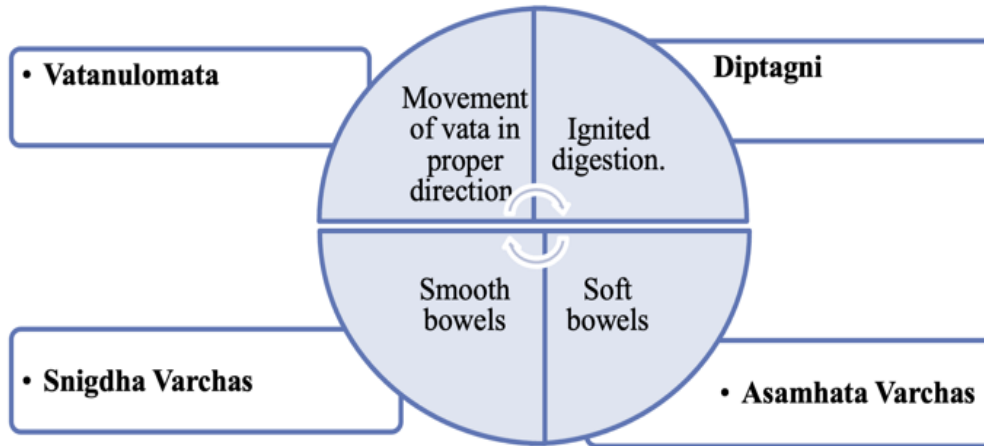 • Vatanulomata
Movement
of vata in
proper
direction
Ignited
digestion.
Diptagni
• Snigdha Varchas
Smooth
bowels
Soft
bowels
• Asamhata Varchas